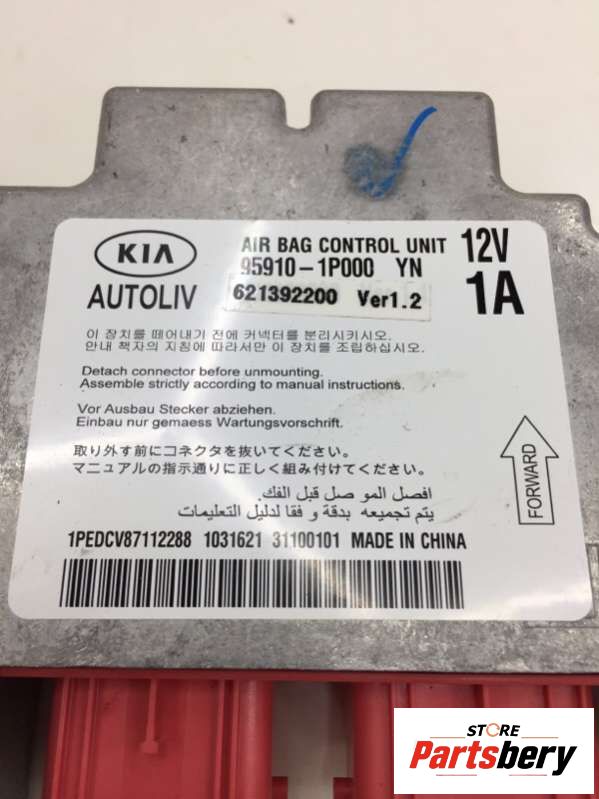 KIA
AIR BAG CONTROL UNIT
12V
95910-1P000 YN
1A
AUTOLIV
621392200 Ver1.2
이 장치를 떼어내기 전에 커넥터를 분리시키시오.
안내 책자의 지침에 따라서만 이 장치를 조립하십시오.
Detach connector before unmounting.
Assemble strictly according to manual instructions.
Vor Ausbau Stecker abziehen.
Einbau nur gemaess Wartungsvorschrift.
取り外す前にコネクタを抜いてください。
マニュアルの指示通りに正しく組み付けてください。
افصل الموصل قبل الفك.
يتم تجميعه بدقة و فقا لدليل التعليمات
FORWARD
1PEDCV87112288 1031621 31100101 MADE IN CHINA
STORE
Partsbery